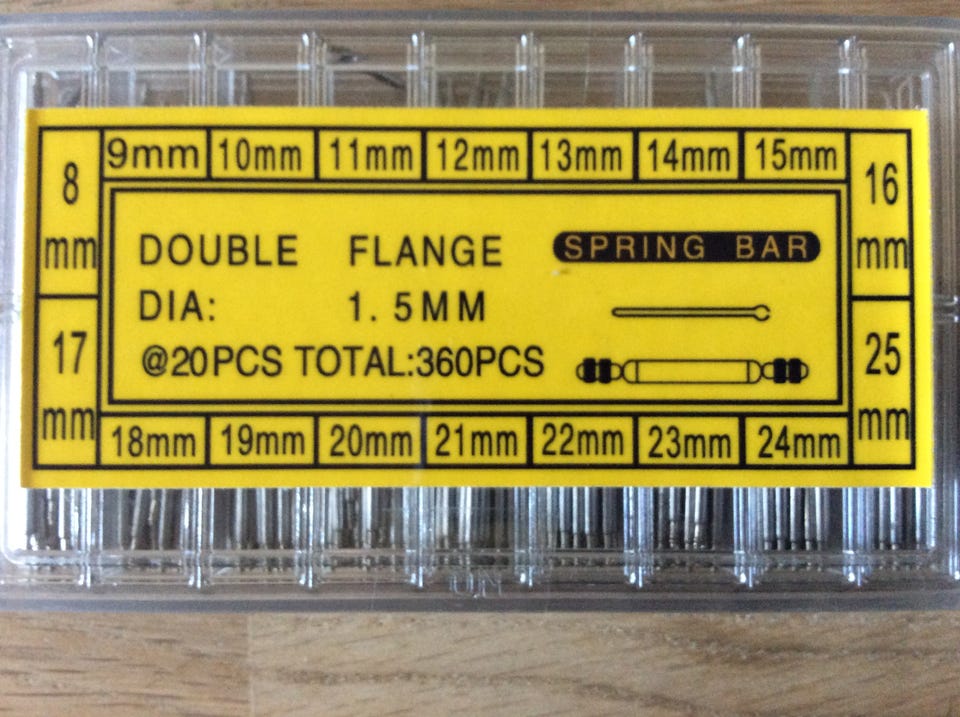 9mm 10mm 11mm 12mm 13mm 14mm 15mm
8 mm
16 mm
DOUBLE FLANGE SPRING BAR
DIA: 1.5MM
@20PCS TOTAL:360PCS
17 mm
25 mm
18mm 19mm 20mm 21mm 22mm 23mm 24mm